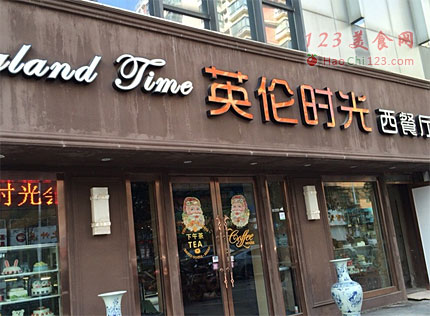 123美食网
HaoChi123.com
gland Time 英伦时光 西餐厅
时光会
下午茶
TEA
Coffee